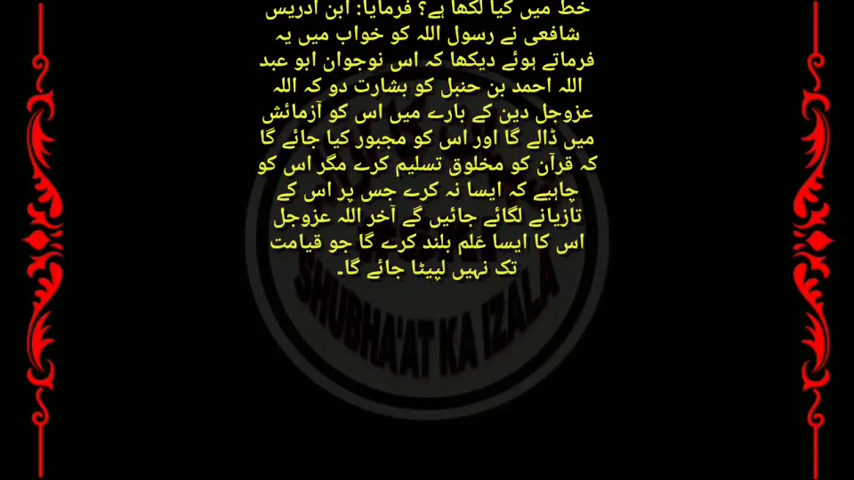 خط میں کیا لکھا ہے؟ فرمایا: ابن ادریس
شافعی نے رسول اللہ کو خواب میں یہ
فرماتے ہوئے دیکھا کہ اس نوجوان ابو عبد
اللہ احمد بن حنبل کو بشارت دو کہ اللہ
عزوجل دین کے بارے میں اس کو آزمائش
میں ڈالے گا اور اس کو مجبور کیا جائے گا
کہ قرآن کو مخلوق تسلیم کرے مگر اس کو
چاہیے کہ ایسا نہ کرے جس پر اس کے
تازیانے لگائے جائیں گے آخر اللہ عزوجل
اس کا ایسا عَلم بلند کرے گا جو قیامت
تک نہیں لپیٹا جائے گا۔
SHUBHA'AT KA IZALA